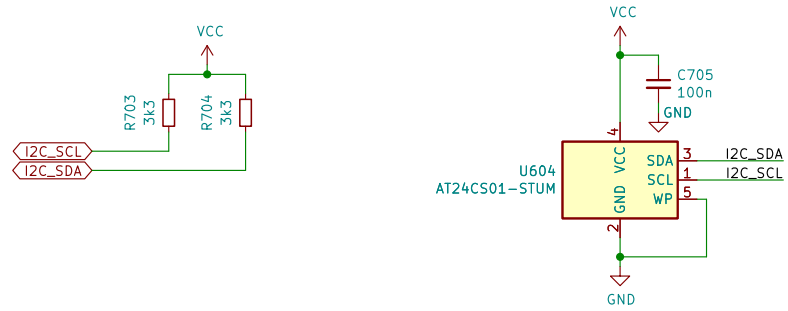 VCC
R703
3k3
R704
3k3
I2C_SCL
I2C_SDA
VCC
C705
100n
GND
4
VCC
U604
AT24CS01-STUM
SDA
3
I2C_SDA
SCL
1
I2C_SCL
WP
5
GND
2
GND